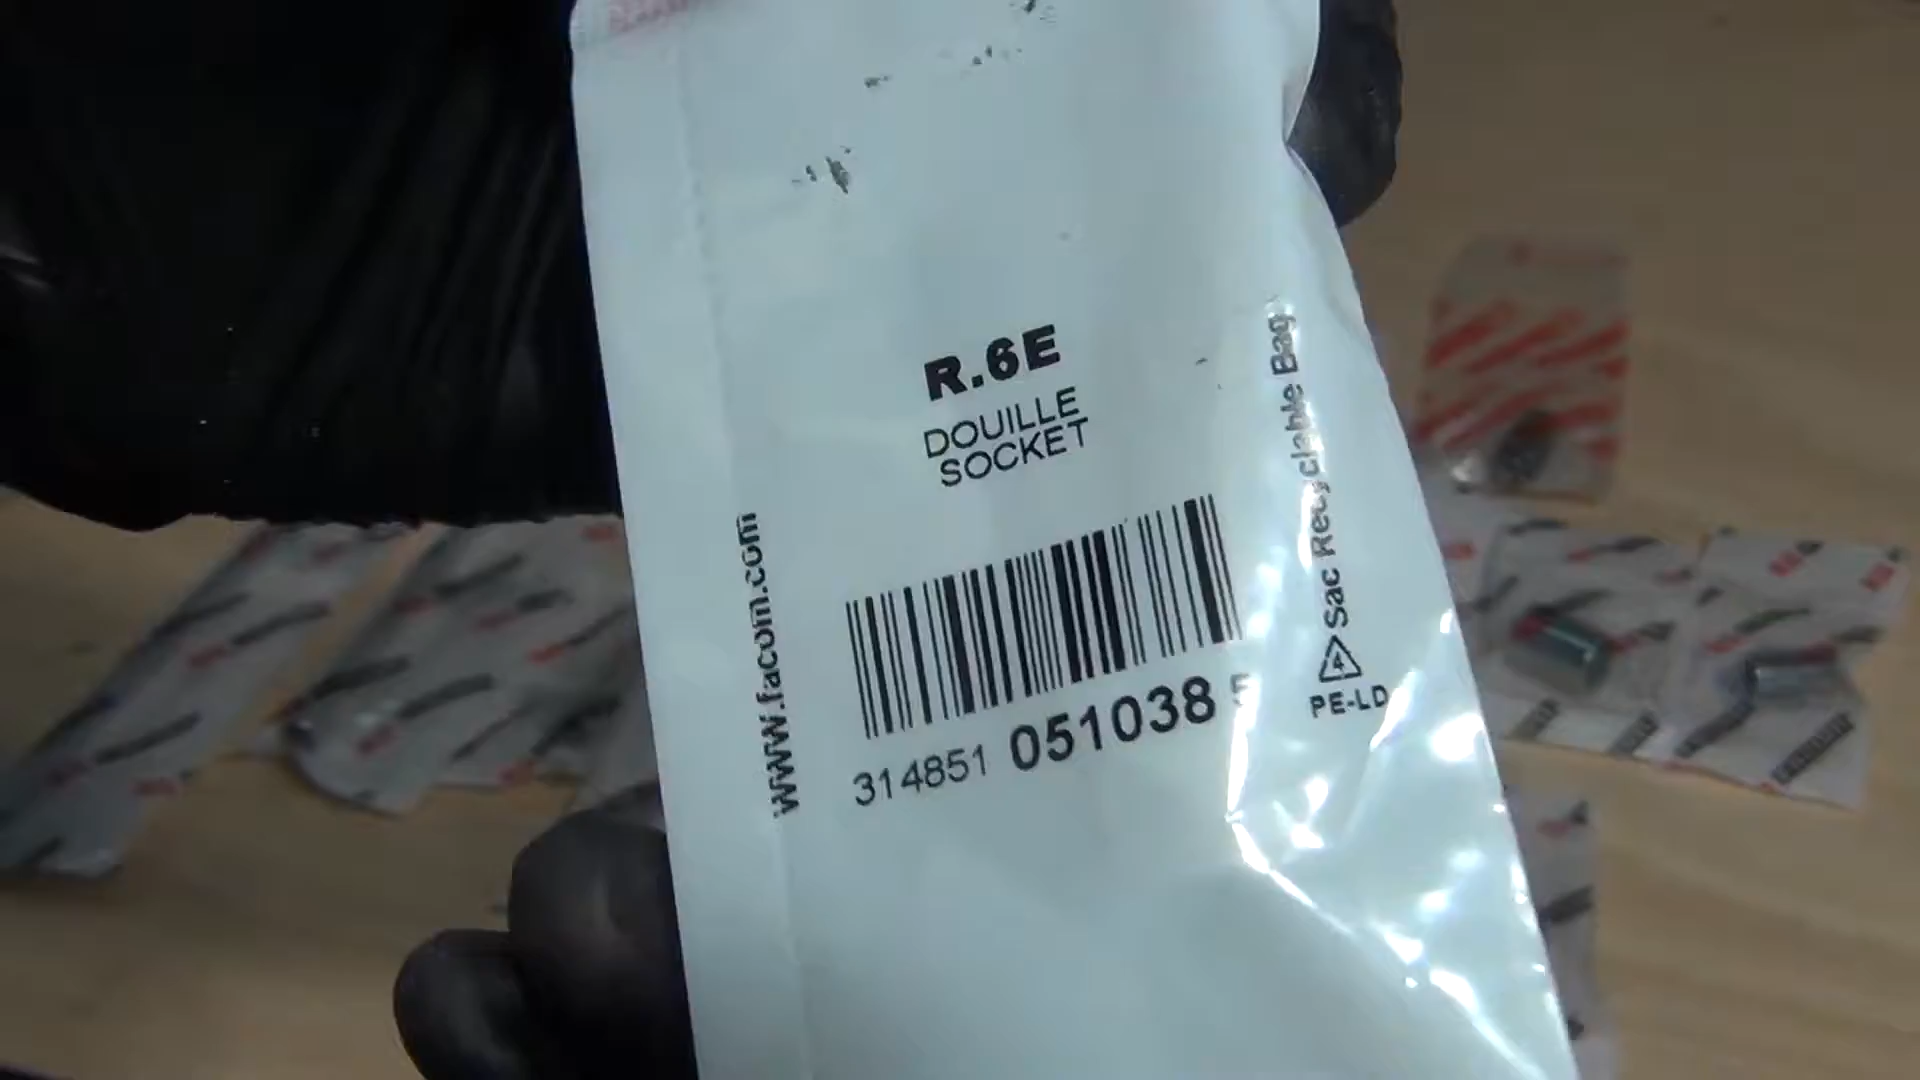 R.6E
DOUILLE
SOCKET
www.facom.com
314851 051038
Sac Recyclable Bag
4
PE-LD